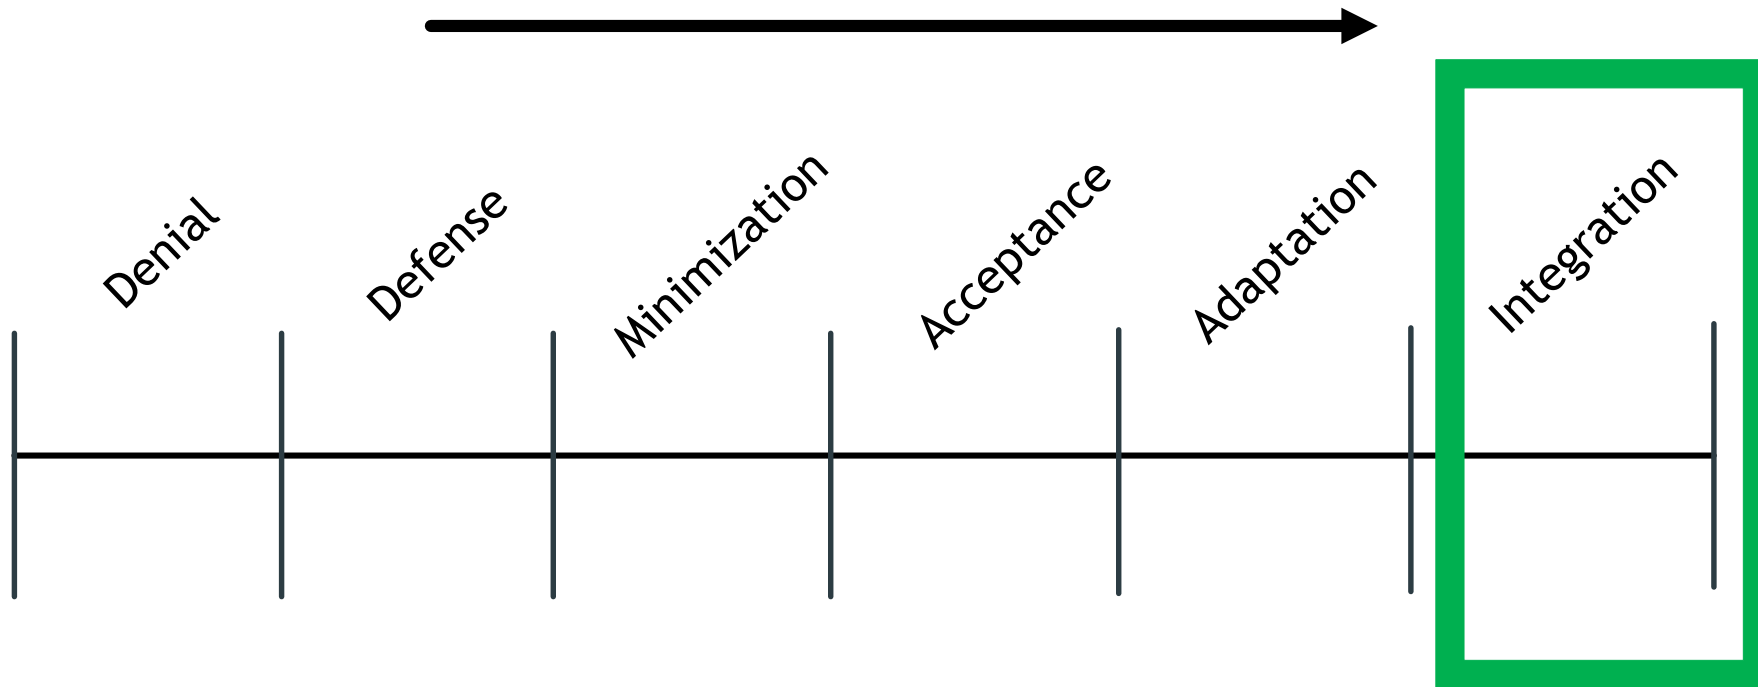 Denial
Defense
Minimization
Acceptance
Adaptation
Integration